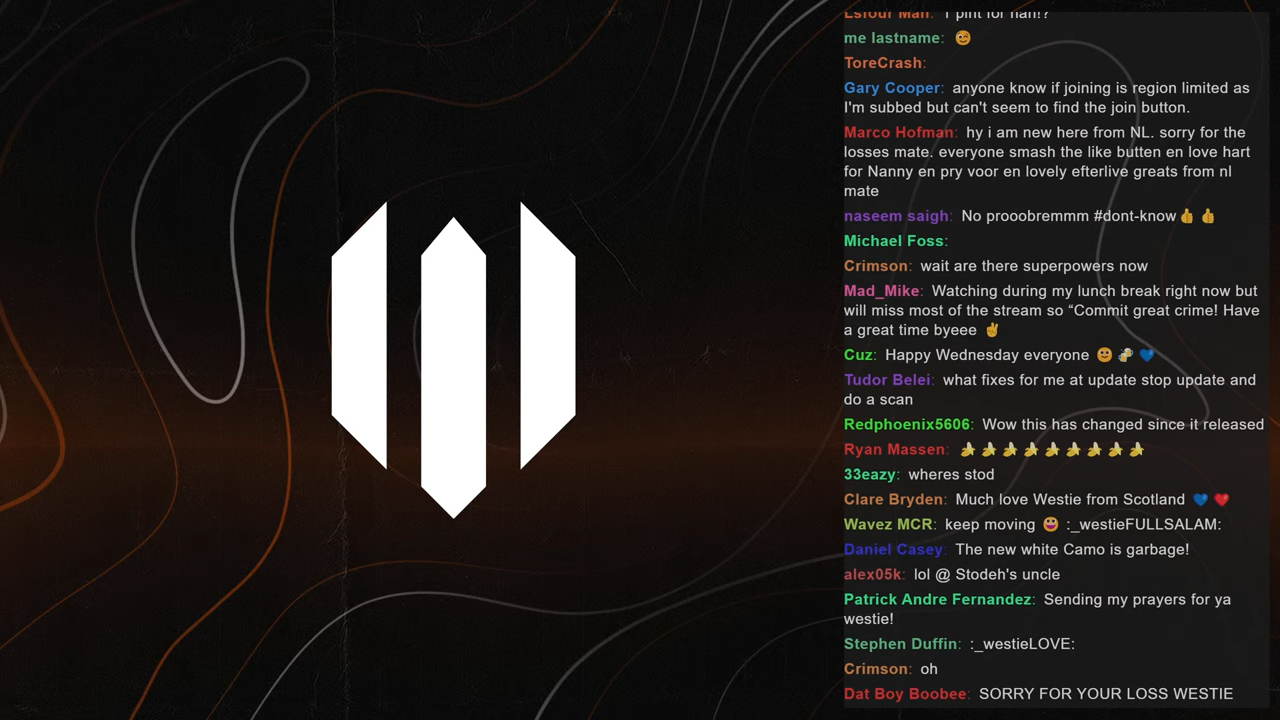 Lsfour Man: 1 pint for nan!?
me lastname: 😉
ToreCrash:
Gary Cooper: anyone know if joining is region limited as
I'm subbed but can't seem to find the join button.
Marco Hofman: hy i am new here from NL. sorry for the
losses mate. everyone smash the like butten en love hart
for Nanny en pry voor en lovely efterlive greats from nl
mate
naseem saigh: No prooobremmm #dont-know👍 👍
Michael Foss:
Crimson: wait are there superpowers now
Mad_Mike: Watching during my lunch break right now but
will miss most of the stream so “Commit great crime! Have
a great time byeee ✌
Cuz: Happy Wednesday everyone 🙂 🍻 💙
Tudor Belei: what fixes for me at update stop update and
do a scan
Redphoenix5606: Wow this has changed since it released
Ryan Massen: 🍌 🍌 🍌 🍌 🍌 🍌 🍌 🍌 🍌
33eazy: wheres stod
Clare Bryden: Much love Westie from Scotland 💙 ❤️
Wavez MCR: keep moving 😀 :_westieFULLSALAM:
Daniel Casey: The new white Camo is garbage!
alex05k: lol @ Stodeh's uncle
Patrick Andre Fernandez: Sending my prayers for ya
westie!
Stephen Duffin: :_westieLOVE:
Crimson: oh
Dat Boy Boobee: SORRY FOR YOUR LOSS WESTIE